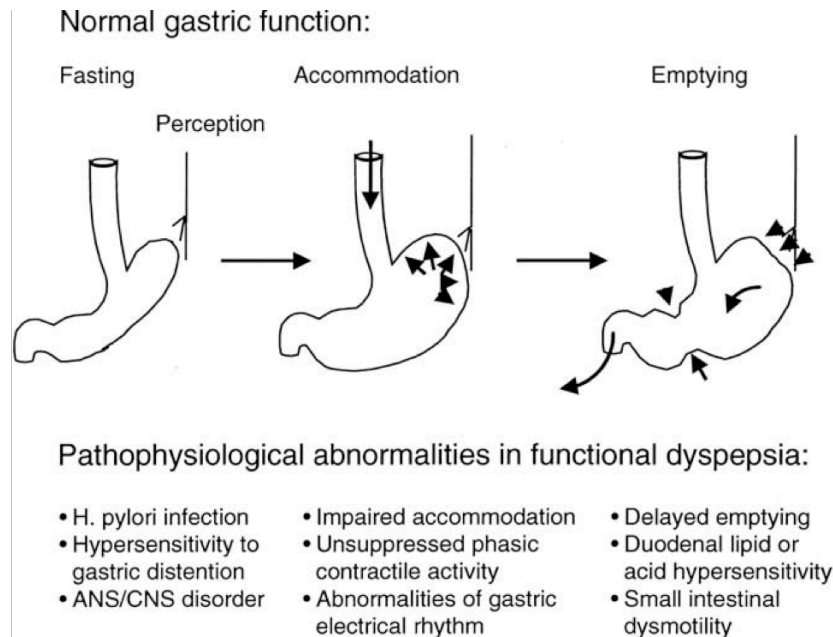 Normal gastric function:
Fasting
Accommodation
Emptying
Perception
Pathophysiological abnormalities in functional dyspepsia:
• H. pylori infection
• Hypersensitivity to
gastric distention
• ANS/CNS disorder
• Impaired accommodation
• Unsuppressed phasic
contractile activity
• Abnormalities of gastric
electrical rhythm
• Delayed emptying
• Duodenal lipid or
acid hypersensitivity
• Small intestinal
dysmotility